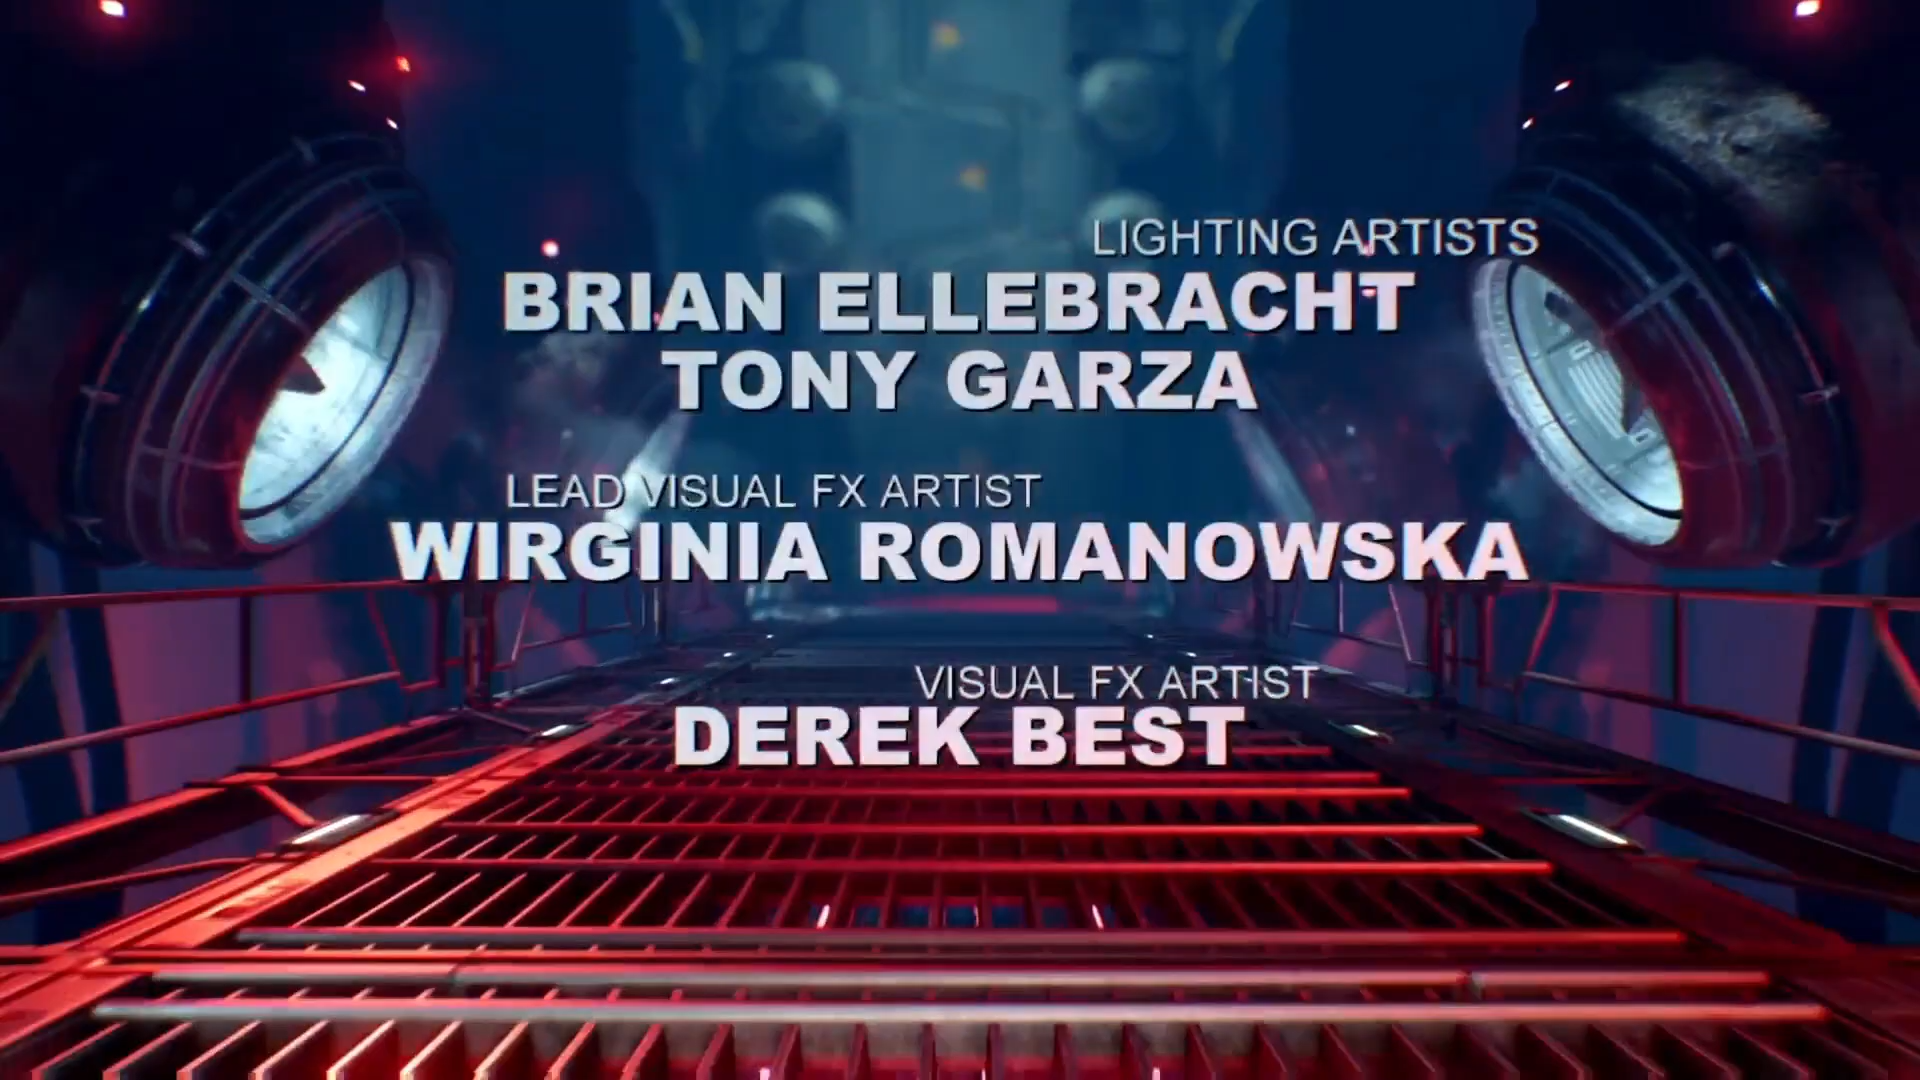 LIGHTING ARTISTS
BRIAN ELLEBRACHT
TONY GARZA
LEAD VISUAL FX ARTIST
WIRGINIA ROMANOWSKA
VISUAL FX ARTIST
DEREK BEST